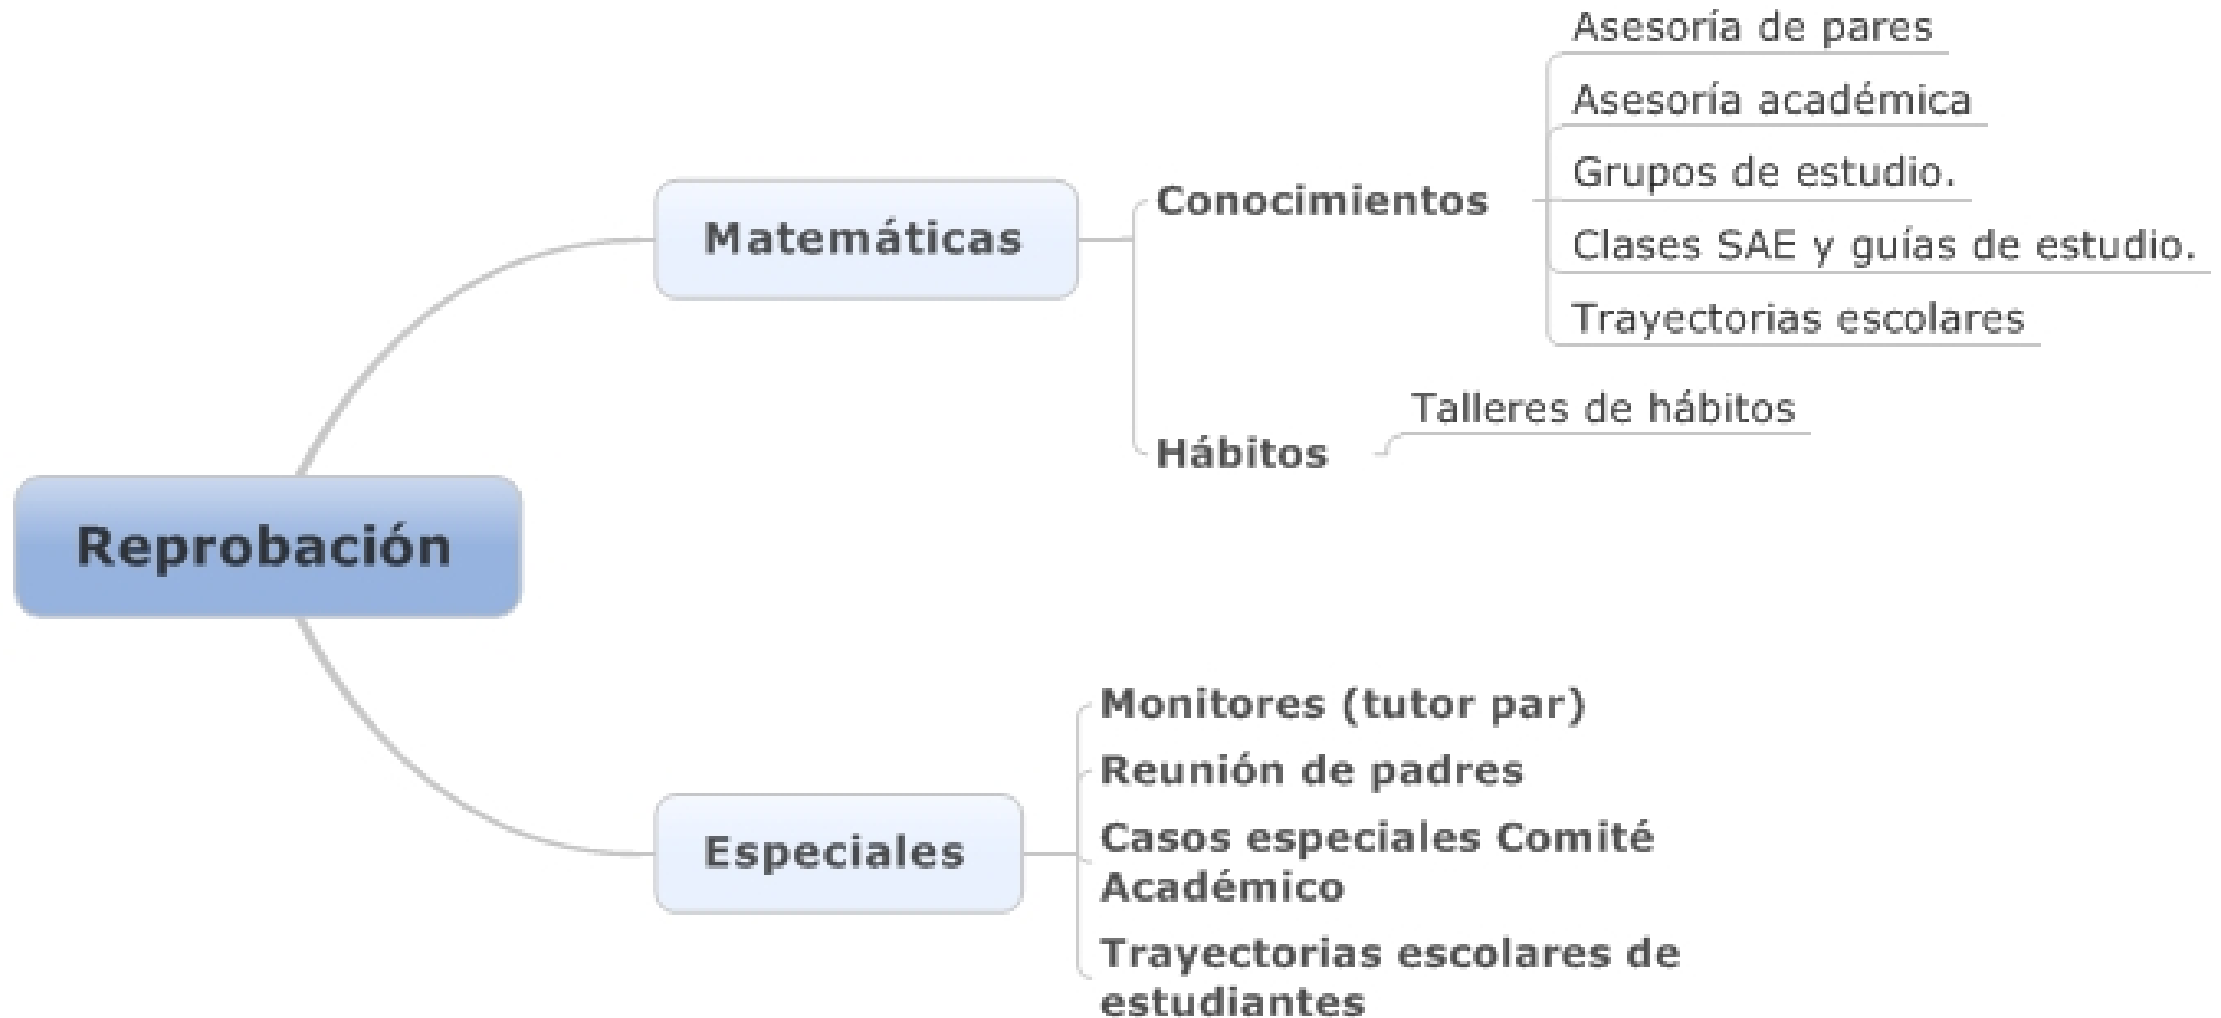 Reprobación
Matemáticas
Conocimientos
Asesoría de pares
Asesoría académica
Grupos de estudio.
Clases SAE y guías de estudio.
Trayectorias escolares
Hábitos
Talleres de hábitos
Especiales
Monitores (tutor par)
Reunión de padres
Casos especiales Comité
Académico
Trayectorias escolares de
estudiantes